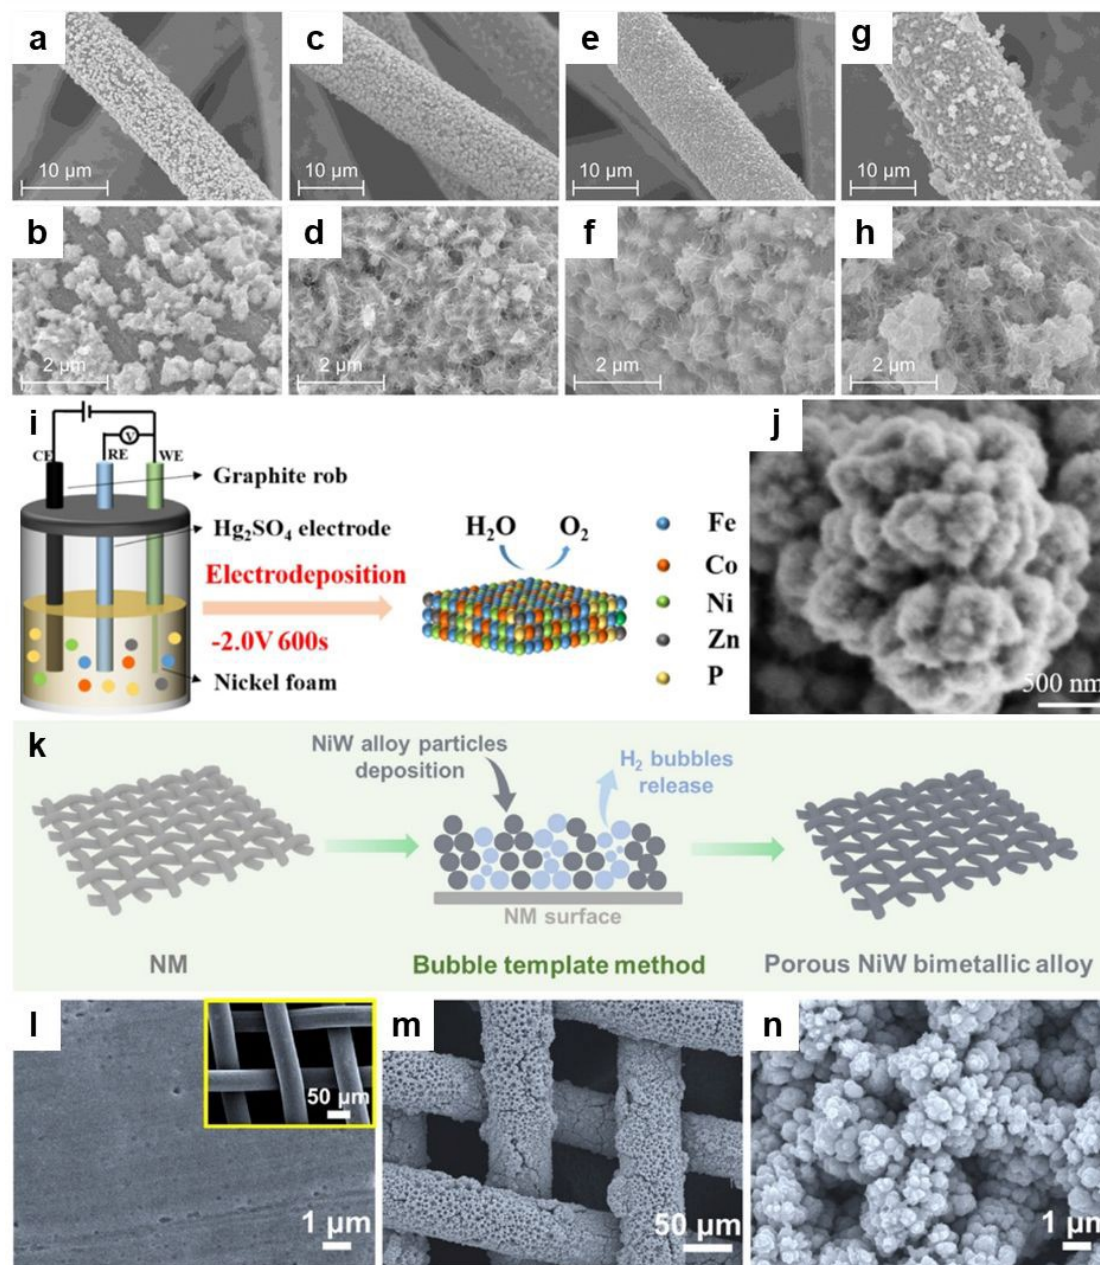 a
c
e
g
10 µm
10 µm
10 µm
10 µm
b
d
f
h
2 µm
2 µm
2 µm
2 µm
i
V
CE
RE
WE
Graphite rob
Hg₂SO₄ electrode
Electrodeposition
-2.0V 600s
Nickel foam
H₂O
O₂
Fe
Co
Ni
Zn
P
j
500 nm
k
NiW alloy particles
deposition
H₂ bubbles
release
NM surface
NM
Bubble template method
Porous NiW bimetallic alloy
l
50 µm
1 µm
m
50 µm
n
1 µm